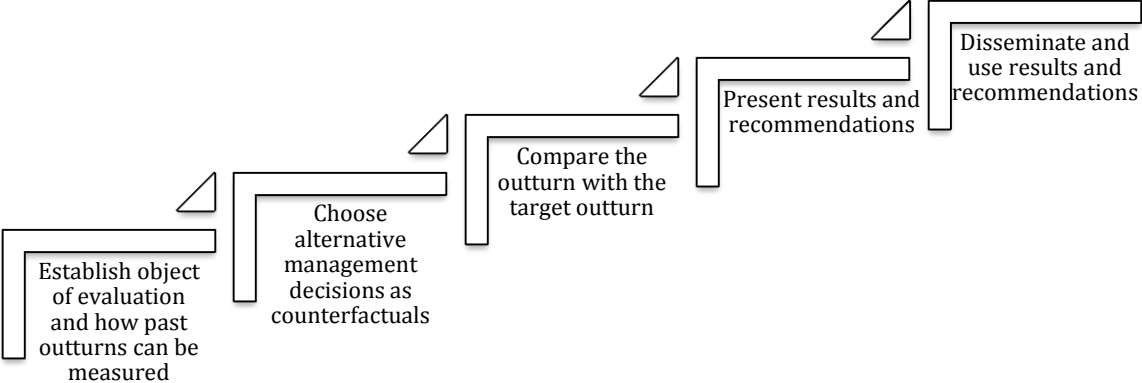 Establish object
of evaluation
and how past
outturns can be
measured
Choose
alternative
management
decisions as
counterfactuals
Compare the
outturn with the
target outturn
Present results and
recommendations
Disseminate and
use results and
recommendations